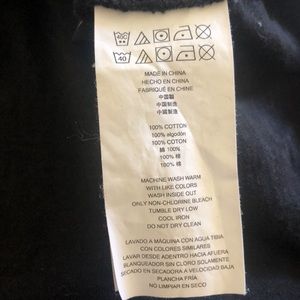 40
40
MADE IN CHINA
HECHO EN CHINA
FABRIQUÉ EN CHINE
中国製
中国制造
中國製造
100% COTTON
100% algodón
100% COTON
綿 100%
100% 棉
100% 棉
MACHINE WASH WARM
WITH LIKE COLORS
WASH INSIDE OUT
ONLY NON-CHLORINE BLEACH
TUMBLE DRY LOW
COOL IRON
DO NOT DRY CLEAN
LAVADO A MÁQUINA CON AGUA TIBIA
CON COLORES SIMILARES
LAVAR DESDE ADENTRO HACIA AFUERA
BLANQUEADOR SIN CLORO SOLAMENTE
SECADO EN SECADORA A VELOCIDAD BAJA
PLANCHA FRÍA
NO LIMPIAR EN SECO